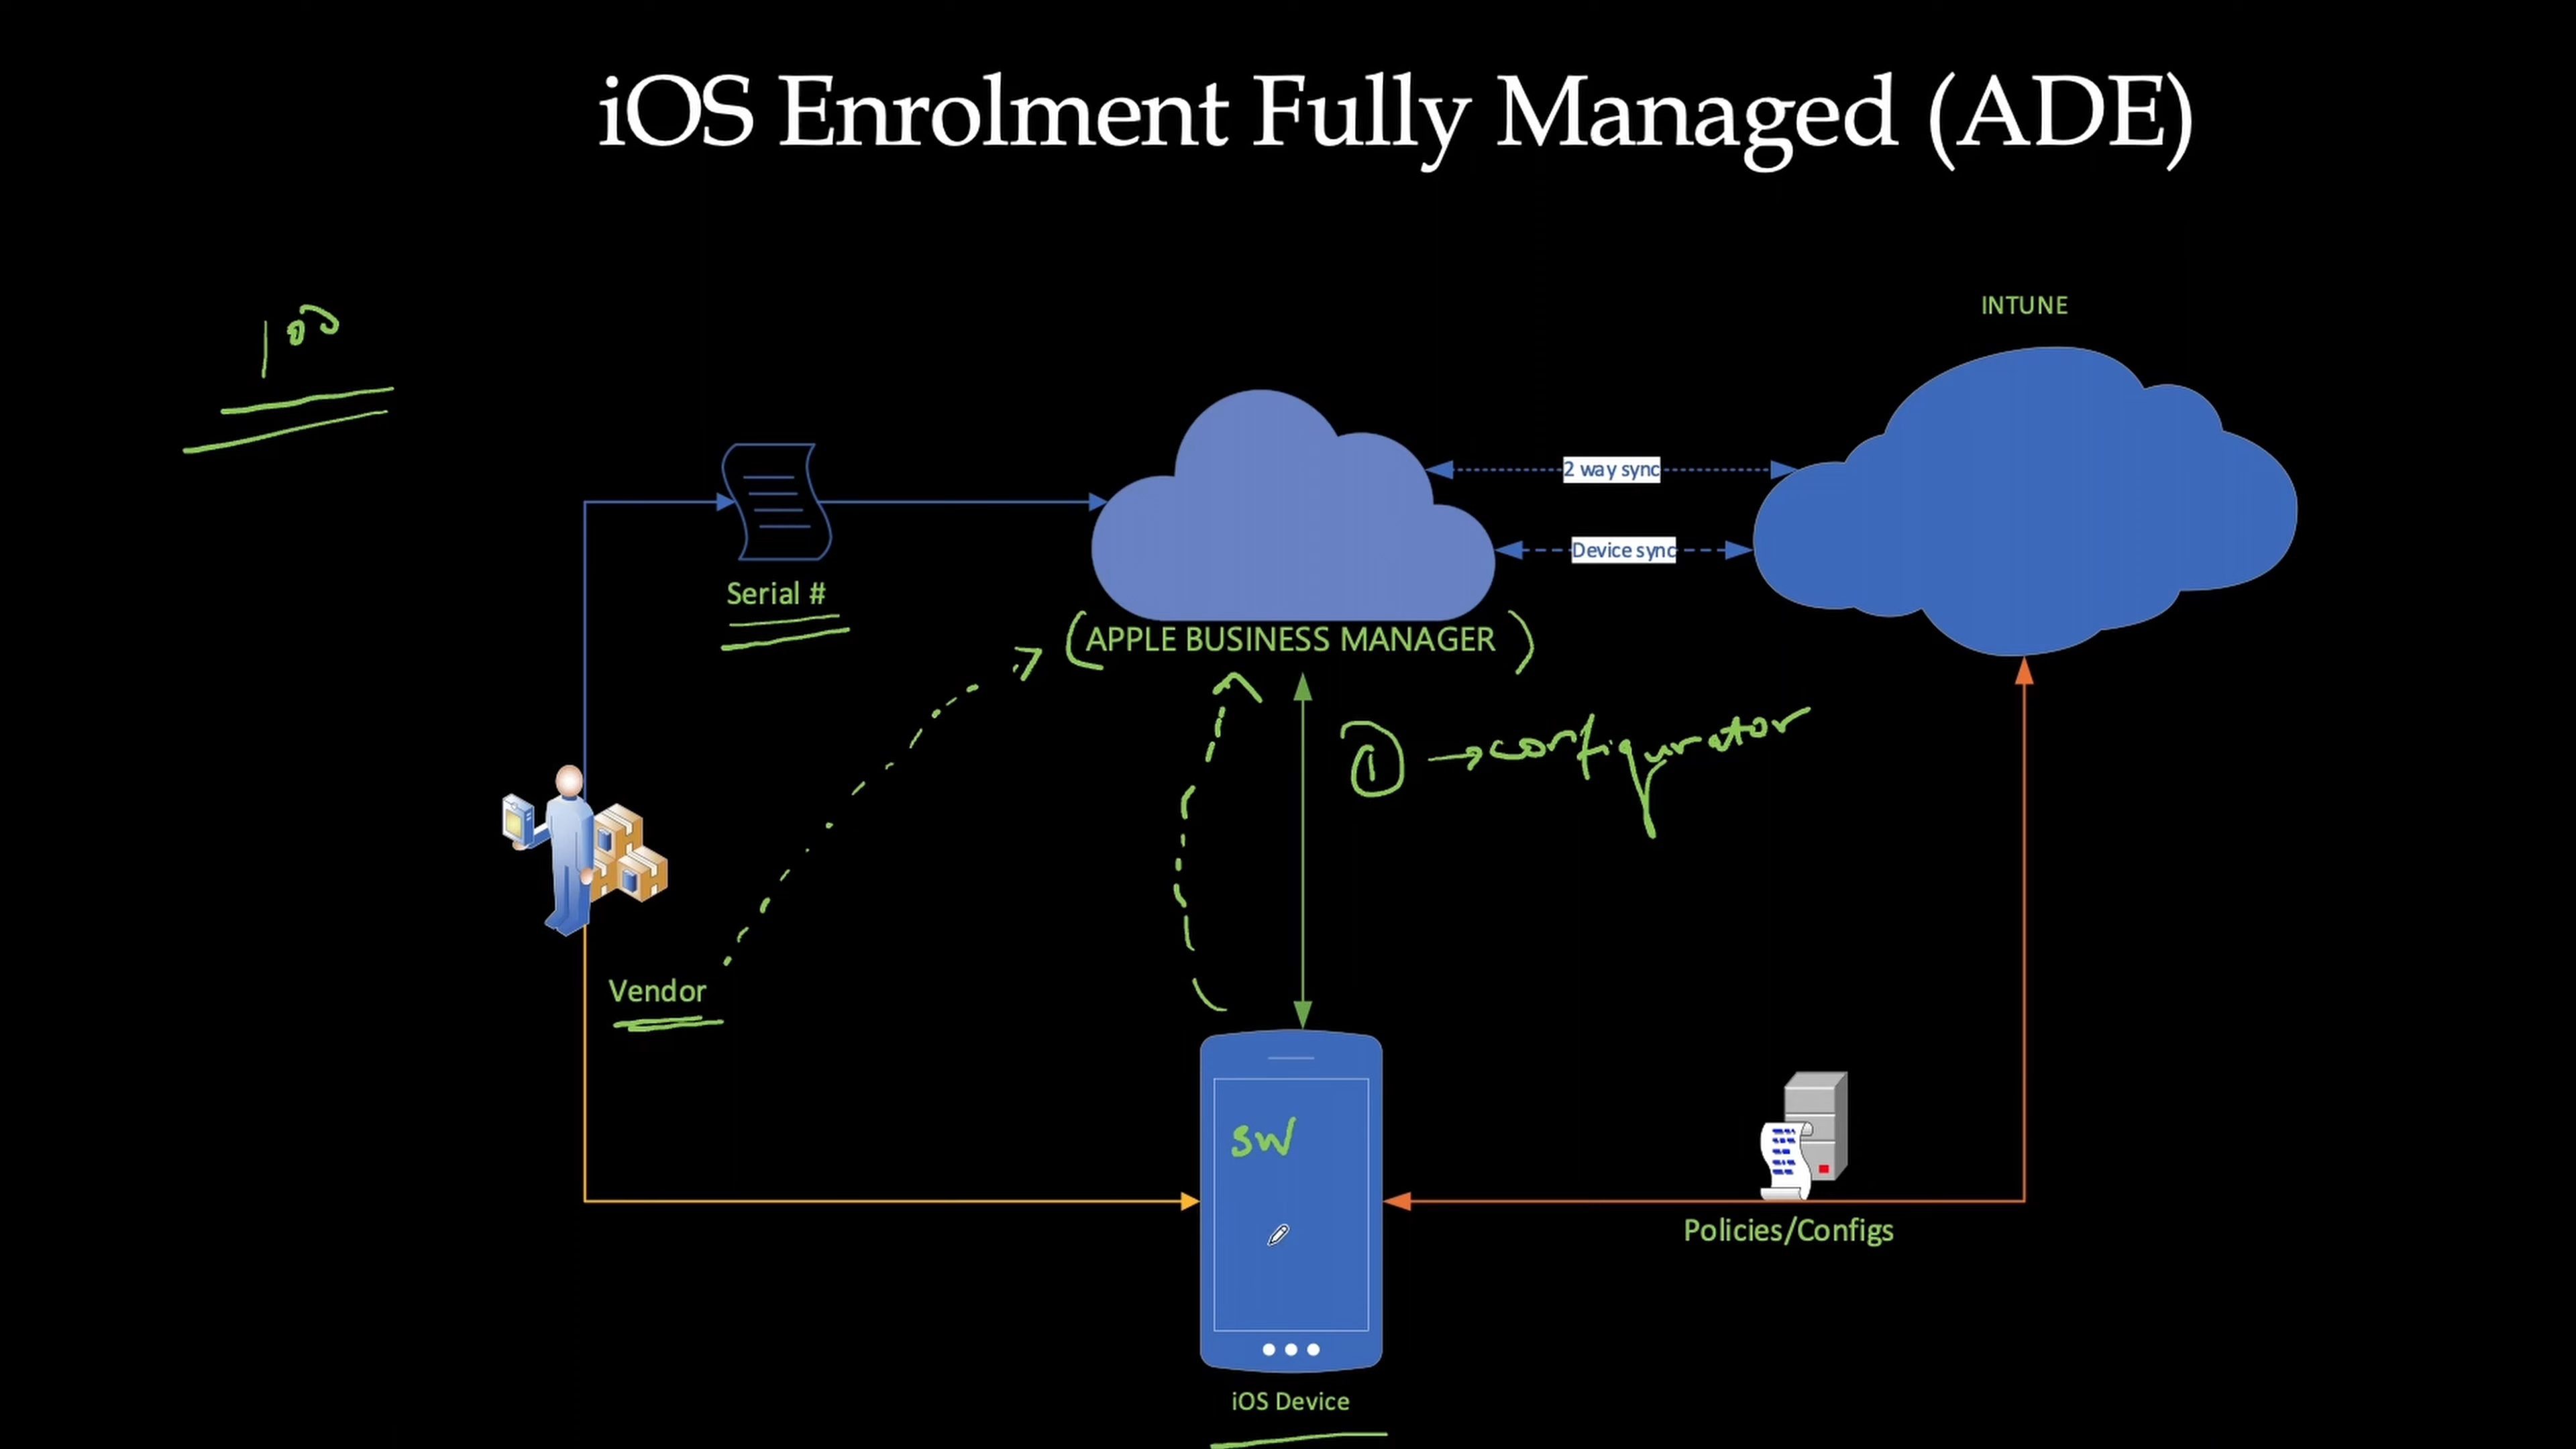 iOS Enrolment Fully Managed (ADE)
INTUNE
100
2 way sync
Device sync
Serial #
(APPLE BUSINESS MANAGER)
① → configurator
Vendor
SW
Policies/Configs
iOS Device